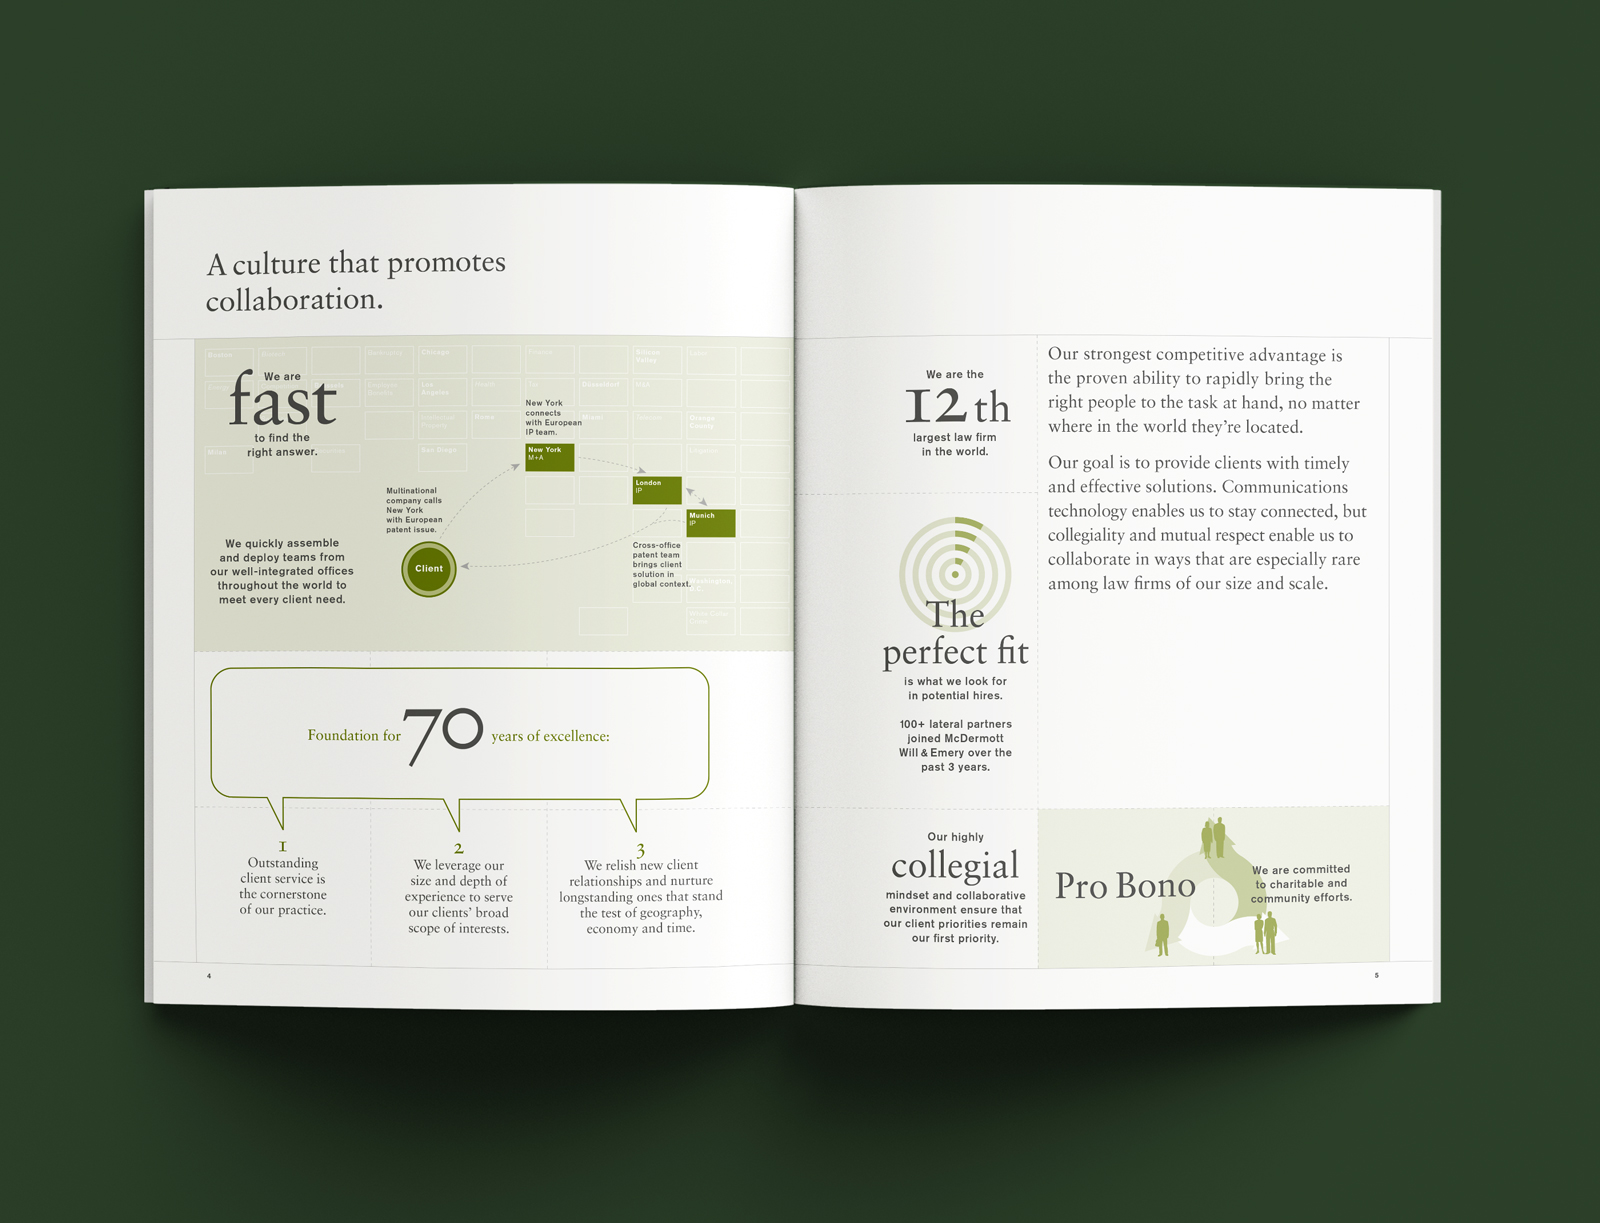 A culture that promotes
collaboration.
We are
fast
to find the
right answer.
We quickly assemble
and deploy teams from
our well-integrated offices
throughout the world to
meet every client need.
Boston
Chicago
Silicon
Valley
Los
Angeles
Düsseldorf
Rome
Miami
Orange
County
Milan
San Diego
Multinational
company calls
New York
with European
patent issue.
Client
New York
connects
with European
IP team.
New York
M+A
London
IP
Munich
IP
Cross-office
patent team
brings client
solution in
global context.
Washington,
D.C.
Foundation for 70 years of excellence:
1
Outstanding
client service is
the cornerstone
of our practice.
2
We leverage our
size and depth of
experience to serve
our clients’ broad
scope of interests.
3
We relish new client
relationships and nurture
longstanding ones that stand
the test of geography,
economy and time.
4
We are the
12th
largest law firm
in the world.
The
perfect fit
is what we look for
in potential hires.
100+ lateral partners
joined McDermott
Will & Emery over the
past 3 years.
Our highly
collegial
mindset and collaborative
environment ensure that
our client priorities remain
our first priority.
Our strongest competitive advantage is
the proven ability to rapidly bring the
right people to the task at hand, no matter
where in the world they’re located.
Our goal is to provide clients with timely
and effective solutions. Communications
technology enables us to stay connected, but
collegiality and mutual respect enable us to
collaborate in ways that are especially rare
among law firms of our size and scale.
Pro Bono
We are committed
to charitable and
community efforts.
5